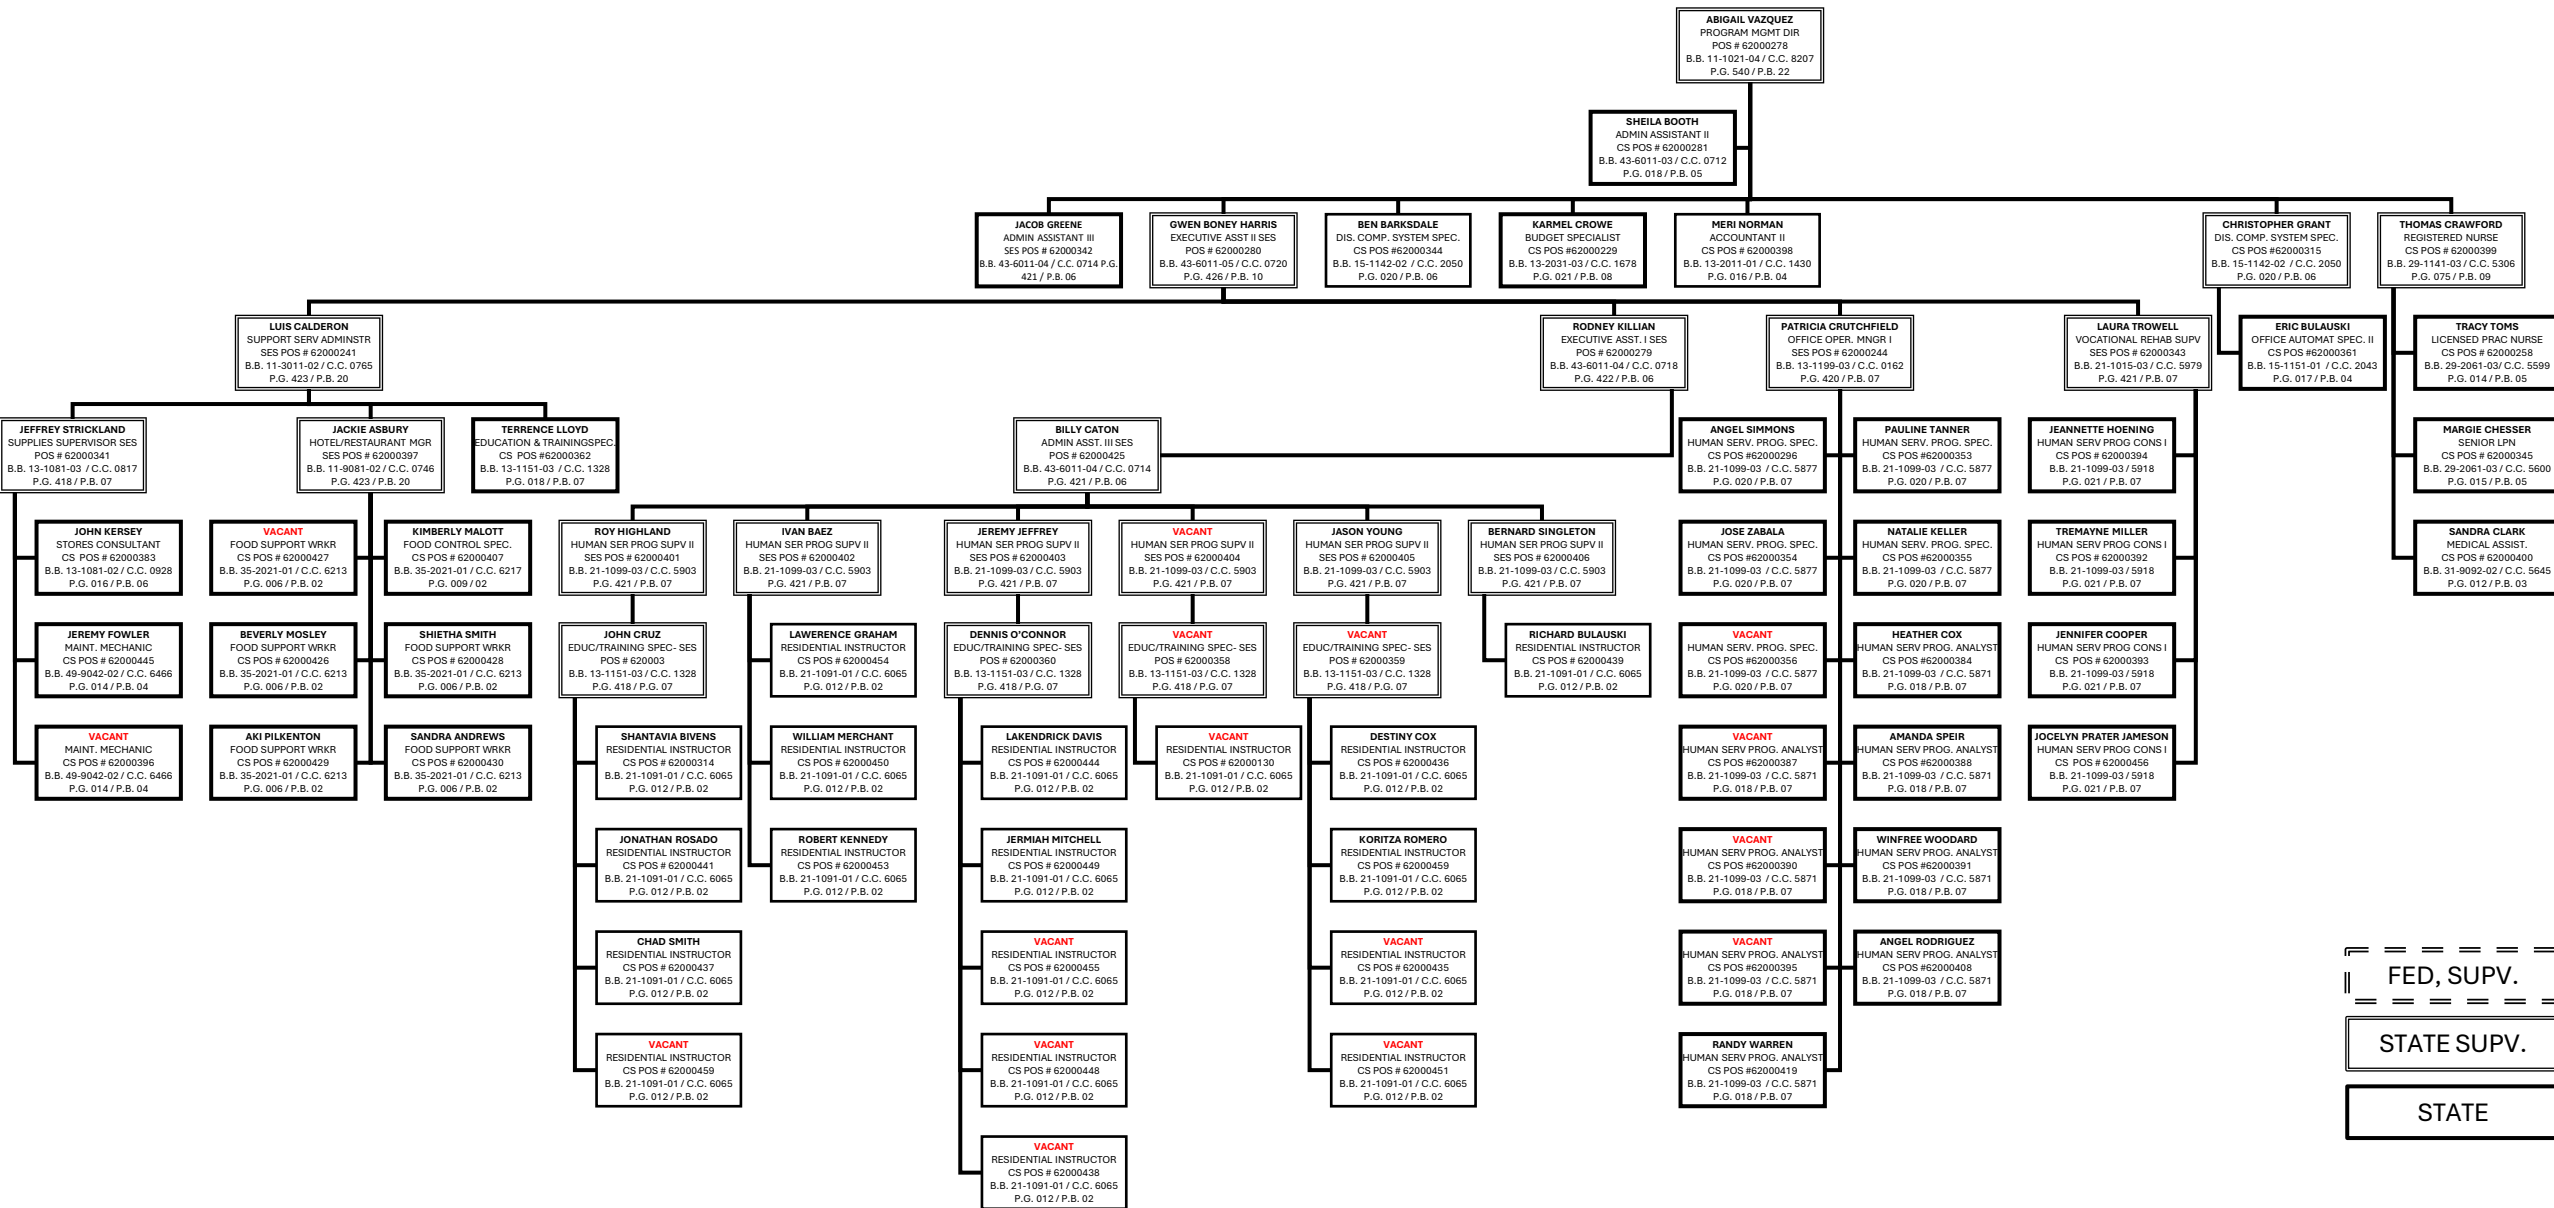 ABIGAIL VAZQUEZ
PROGRAM MGMT DIR
POS # 62000278
B.B. 11-1021-04 / C.C. 8207
P.G. 540 / P.B. 22
SHEILA BOOTH
ADMIN ASSISTANT II
CS POS # 62000281
B.B. 43-6011-03 / C.C. 0712
P.G. 018 / P.B. 05
JACOB GREENE
ADMIN ASSISTANT III
SES POS # 62000342
B.B. 43-6011-04 / C.C. 0714 P.G.
421 / P.B. 06
GWEN BONEY HARRIS
EXECUTIVE ASST II SES
POS # 62000280
B.B. 43-6011-05 / C.C. 0720
P.G. 426 / P.B. 10
BEN BARKSDALE
DIS. COMP. SYSTEM SPEC.
CS POS #62000344
B.B. 15-1142-02 / C.C. 2050
P.G. 020 / P.B. 06
KARMEL CROWE
BUDGET SPECIALIST
CS POS #62000229
B.B. 13-2031-03 / C.C. 1678
P.G. 021 / P.B. 08
MERI NORMAN
ACCOUNTANT II
CS POS # 62000398
B.B. 13-2011-01 / C.C. 1430
P.G. 016 / P.B. 04
CHRISTOPHER GRANT
DIS. COMP. SYSTEM SPEC.
CS POS #62000315
B.B. 15-1142-02 / C.C. 2050
P.G. 020 / P.B. 06
THOMAS CRAWFORD
REGISTERED NURSE
CS POS # 62000399
B.B. 29-1141-03 / C.C. 5306
P.G. 075 / P.B. 09
LUIS CALDERON
SUPPORT SERV ADMINSTR
SES POS # 62000241
B.B. 11-3011-02 / C.C. 0765
P.G. 423 / P.B. 20
RODNEY KILLIAN
EXECUTIVE ASST. I SES
POS # 62000279
B.B. 43-6011-04 / C.C. 0718
P.G. 422 / P.B. 06
PATRICIA CRUTCHFIELD
OFFICE OPER. MNGR I
SES POS # 62000244
B.B. 13-1199-03 / C.C. 0162
P.G. 420 / P.B. 07
LAURA TROWELL
VOCATIONAL REHAB SUPV
SES POS # 62000343
B.B. 21-1015-03 / C.C. 5979
P.G. 421 / P.B. 07
ERIC BULAUSKI
OFFICE AUTOMAT SPEC. II
CS POS #62000361
B.B. 15-1151-01 / C.C. 2043
P.G. 017 / P.B. 04
TRACY TOMS
LICENSED PRAC NURSE
CS POS # 62000258
B.B. 29-2061-03/ C.C. 5599
P.G. 014 / P.B. 05
JEFFREY STRICKLAND
SUPPLIES SUPERVISOR SES
POS # 62000341
B.B. 13-1081-03 / C.C. 0817
P.G. 418 / P.B. 07
JACKIE ASBURY
HOTEL/RESTAURANT MGR
SES POS # 62000397
B.B. 11-9081-02 / C.C. 0746
P.G. 423 / P.B. 20
TERRENCE LLOYD
EDUCATION & TRAININGSPEC.
CS POS #62000362
B.B. 13-1151-03 / C.C. 1328
P.G. 018 / P.B. 07
BILLY CATON
ADMIN ASST. III SES
POS # 62000425
B.B. 43-6011-04 / C.C. 0714
P.G. 421 / P.B. 06
ANGEL SIMMONS
HUMAN SERV. PROG. SPEC.
CS POS #62000296
B.B. 21-1099-03 / C.C. 5877
P.G. 020 / P.B. 07
PAULINE TANNER
HUMAN SERV. PROG. SPEC.
CS POS #62000353
B.B. 21-1099-03 / C.C. 5877
P.G. 020 / P.B. 07
JEANNETTE HOENING
HUMAN SERV PROG CONS I
CS POS # 62000394
B.B. 21-1099-03 / 5918
P.G. 021 / P.B. 07
MARGIE CHESSER
SENIOR LPN
CS POS #62000345
B.B. 29-2061-03 / C.C. 5600
P.G. 015 / P.B. 05
JOHN KERSEY
STORES CONSULTANT
CS POS # 62000383
B.B. 13-1081-02 / C.C. 0928
P.G. 016 / P.B. 06
VACANT
FOOD SUPPORT WRKR
CS POS # 62000427
B.B. 35-2021-01 / C.C. 6213
P.G. 006 / P.B. 02
KIMBERLY MALOTT
FOOD CONTROL SPEC.
CS POS # 62000407
B.B. 35-2021-01 / C.C. 6217
P.G. 009 / 02
ROY HIGHLAND
HUMAN SER PROG SUPV II
SES POS # 62000401
B.B. 21-1099-03 / C.C. 5903
P.G. 421 / P.B. 07
IVAN BAEZ
HUMAN SER PROG SUPV II
SES POS # 62000402
B.B. 21-1099-03 / C.C. 5903
P.G. 421 / P.B. 07
JEREMY JEFFREY
HUMAN SER PROG SUPV II
SES POS # 62000403
B.B. 21-1099-03 / C.C. 5903
P.G. 421 / P.B. 07
VACANT
HUMAN SER PROG SUPV II
SES POS # 62000404
B.B. 21-1099-03 / C.C. 5903
P.G. 421 / P.B. 07
JASON YOUNG
HUMAN SER PROG SUPV II
SES POS # 62000405
B.B. 21-1099-03 / C.C. 5903
P.G. 421 / P.B. 07
BERNARD SINGLETON
HUMAN SER PROG SUPV II
SES POS # 62000406
B.B. 21-1099-03 / C.C. 5903
P.G. 421 / P.B. 07
JOSE ZABALA
HUMAN SERV. PROG. SPEC.
CS POS #62000354
B.B. 21-1099-03 / C.C. 5877
P.G. 020 / P.B. 07
NATALIE KELLER
HUMAN SERV. PROG. SPEC.
CS POS #62000355
B.B. 21-1099-03 / C.C. 5877
P.G. 020 / P.B. 07
TREMAYNE MILLER
HUMAN SERV PROG CONS I
CS POS # 62000392
B.B. 21-1099-03 / 5918
P.G. 021 / P.B. 07
SANDRA CLARK
MEDICAL ASSIST.
CS POS # 62000400
B.B. 31-9092-02 / C.C. 5645
P.G. 012 / P.B. 03
JEREMY FOWLER
MAINT. MECHANIC
CS POS # 62000445
B.B. 49-9042-02 / C.C. 6466
P.G. 014 / P.B. 04
BEVERLY MOSLEY
FOOD SUPPORT WRKR
CS POS # 62000426
B.B. 35-2021-01 / C.C. 6213
P.G. 006 / P.B. 02
SHIETHA SMITH
FOOD SUPPORT WRKR
CS POS # 62000428
B.B. 35-2021-01 / C.C. 6213
P.G. 006 / P.B. 02
JOHN CRUZ
EDUC/TRAINING SPEC- SES
POS # 620003
B.B. 13-1151-03 / C.C. 1328
P.G. 418 / P.G. 07
LAWERENCE GRAHAM
RESIDENTIAL INSTRUCTOR
CS POS # 62000454
B.B. 21-1091-01 / C.C. 6065
P.G. 012 / P.B. 02
DENNIS O'CONNOR
EDUC/TRAINING SPEC- SES
POS # 62000360
B.B. 13-1151-03 / C.C. 1328
P.G. 418 / P.G. 07
VACANT
EDUC/TRAINING SPEC- SES
POS # 62000358
B.B. 13-1151-03 / C.C. 1328
P.G. 418 / P.G. 07
VACANT
EDUC/TRAINING SPEC- SES
POS # 62000359
B.B. 13-1151-03 / C.C. 1328
P.G. 418 / P.G. 07
RICHARD BULAUSKI
RESIDENTIAL INSTRUCTOR
CS POS # 62000439
B.B. 21-1091-01 / C.C. 6065
P.G. 012 / P.B. 02
VACANT
HUMAN SERV. PROG. SPEC.
CS POS #62000356
B.B. 21-1099-03 / C.C. 5877
P.G. 020 / P.B. 07
HEATHER COX
HUMAN SERV PROG. ANALYST
CS POS #62000384
B.B. 21-1099-03 / C.C. 5871
P.G. 018 / P.B. 07
JENNIFER COOPER
HUMAN SERV PROG CONS I
CS POS # 62000393
B.B. 21-1099-03 / 5918
P.G. 021 / P.B. 07
VACANT
MAINT. MECHANIC
CS POS # 62000396
B.B. 49-9042-02 / C.C. 6466
P.G. 014 / P.B. 04
AKI PILKENTON
FOOD SUPPORT WRKR
CS POS # 62000429
B.B. 35-2021-01 / C.C. 6213
P.G. 006 / P.B. 02
SANDRA ANDREWS
FOOD SUPPORT WRKR
CS POS # 62000430
B.B. 35-2021-01 / C.C. 6213
P.G. 006 / P.B. 02
SHANTAVIA BIVENS
RESIDENTIAL INSTRUCTOR
CS POS # 62000314
B.B. 21-1091-01 / C.C. 6065
P.G. 012 / P.B. 02
WILLIAM MERCHANT
RESIDENTIAL INSTRUCTOR
CS POS # 62000450
B.B. 21-1091-01 / C.C. 6065
P.G. 012 / P.B. 02
LAKENDRICK DAVIS
RESIDENTIAL INSTRUCTOR
CS POS # 62000444
B.B. 21-1091-01 / C.C. 6065
P.G. 012 / P.B. 02
VACANT
RESIDENTIAL INSTRUCTOR
CS POS # 62000130
B.B. 21-1091-01 / C.C. 6065
P.G. 012 / P.B. 02
DESTINY COX
RESIDENTIAL INSTRUCTOR
CS POS # 62000436
B.B. 21-1091-01 / C.C. 6065
P.G. 012 / P.B. 02
VACANT
HUMAN SERV PROG. ANALYST
CS POS #62000387
B.B. 21-1099-03 / C.C. 5871
P.G. 018 / P.B. 07
AMANDA SPEIR
HUMAN SERV PROG. ANALYST
CS POS #62000388
B.B. 21-1099-03 / C.C. 5871
P.G. 018 / P.B. 07
JOCELYN PRATER JAMESON
HUMAN SERV PROG CONS I
CS POS # 62000456
B.B. 21-1099-03 / 5918
P.G. 021 / P.B. 07
JONATHAN ROSADO
RESIDENTIAL INSTRUCTOR
CS POS # 62000441
B.B. 21-1091-01 / C.C. 6065
P.G. 012 / P.B. 02
ROBERT KENNEDY
RESIDENTIAL INSTRUCTOR
CS POS # 62000453
B.B. 21-1091-01 / C.C. 6065
P.G. 012 / P.B. 02
JERMIAH MITCHELL
RESIDENTIAL INSTRUCTOR
CS POS # 62000449
B.B. 21-1091-01 / C.C. 6065
P.G. 012 / P.B. 02
KORITZA ROMERO
RESIDENTIAL INSTRUCTOR
CS POS # 62000459
B.B. 21-1091-01 / C.C. 6065
P.G. 012 / P.B. 02
VACANT
HUMAN SERV PROG. ANALYST
CS POS #62000390
B.B. 21-1099-03 / C.C. 5871
P.G. 018 / P.B. 07
WINFREE WOODARD
HUMAN SERV PROG. ANALYST
CS POS #62000391
B.B. 21-1099-03 / C.C. 5871
P.G. 018 / P.B. 07
CHAD SMITH
RESIDENTIAL INSTRUCTOR
CS POS # 62000437
B.B. 21-1091-01 / C.C. 6065
P.G. 012 / P.B. 02
VACANT
RESIDENTIAL INSTRUCTOR
CS POS # 62000455
B.B. 21-1091-01 / C.C. 6065
P.G. 012 / P.B. 02
VACANT
RESIDENTIAL INSTRUCTOR
CS POS # 62000435
B.B. 21-1091-01 / C.C. 6065
P.G. 012 / P.B. 02
VACANT
HUMAN SERV PROG. ANALYST
CS POS #62000395
B.B. 21-1099-03 / C.C. 5871
P.G. 018 / P.B. 07
ANGEL RODRIGUEZ
HUMAN SERV PROG. ANALYST
CS POS #62000408
B.B. 21-1099-03 / C.C. 5871
P.G. 018 / P.B. 07
FED, SUPV.
VACANT
RESIDENTIAL INSTRUCTOR
CS POS # 62000459
B.B. 21-1091-01 / C.C. 6065
P.G. 012 / P.B. 02
VACANT
RESIDENTIAL INSTRUCTOR
CS POS # 62000448
B.B. 21-1091-01 / C.C. 6065
P.G. 012 / P.B. 02
VACANT
RESIDENTIAL INSTRUCTOR
CS POS # 62000451
B.B. 21-1091-01 / C.C. 6065
P.G. 012 / P.B. 02
RANDY WARREN
HUMAN SERV PROG. ANALYST
CS POS #62000419
B.B. 21-1099-03 / C.C. 5871
P.G. 018 / P.B. 07
STATE SUPV.
STATE
VACANT
RESIDENTIAL INSTRUCTOR
CS POS # 62000438
B.B. 21-1091-01 / C.C. 6065
P.G. 012 / P.B. 02